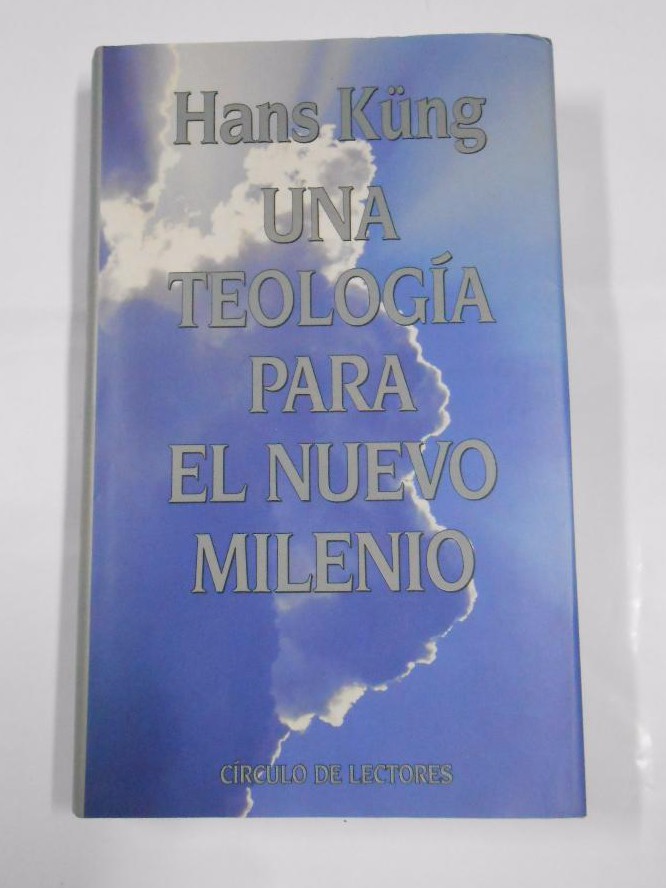 Hans Küng
UNA
TEOLOGÍA
PARA
EL NUEVO
MILENIO
CÍRCULO DE LECTORES